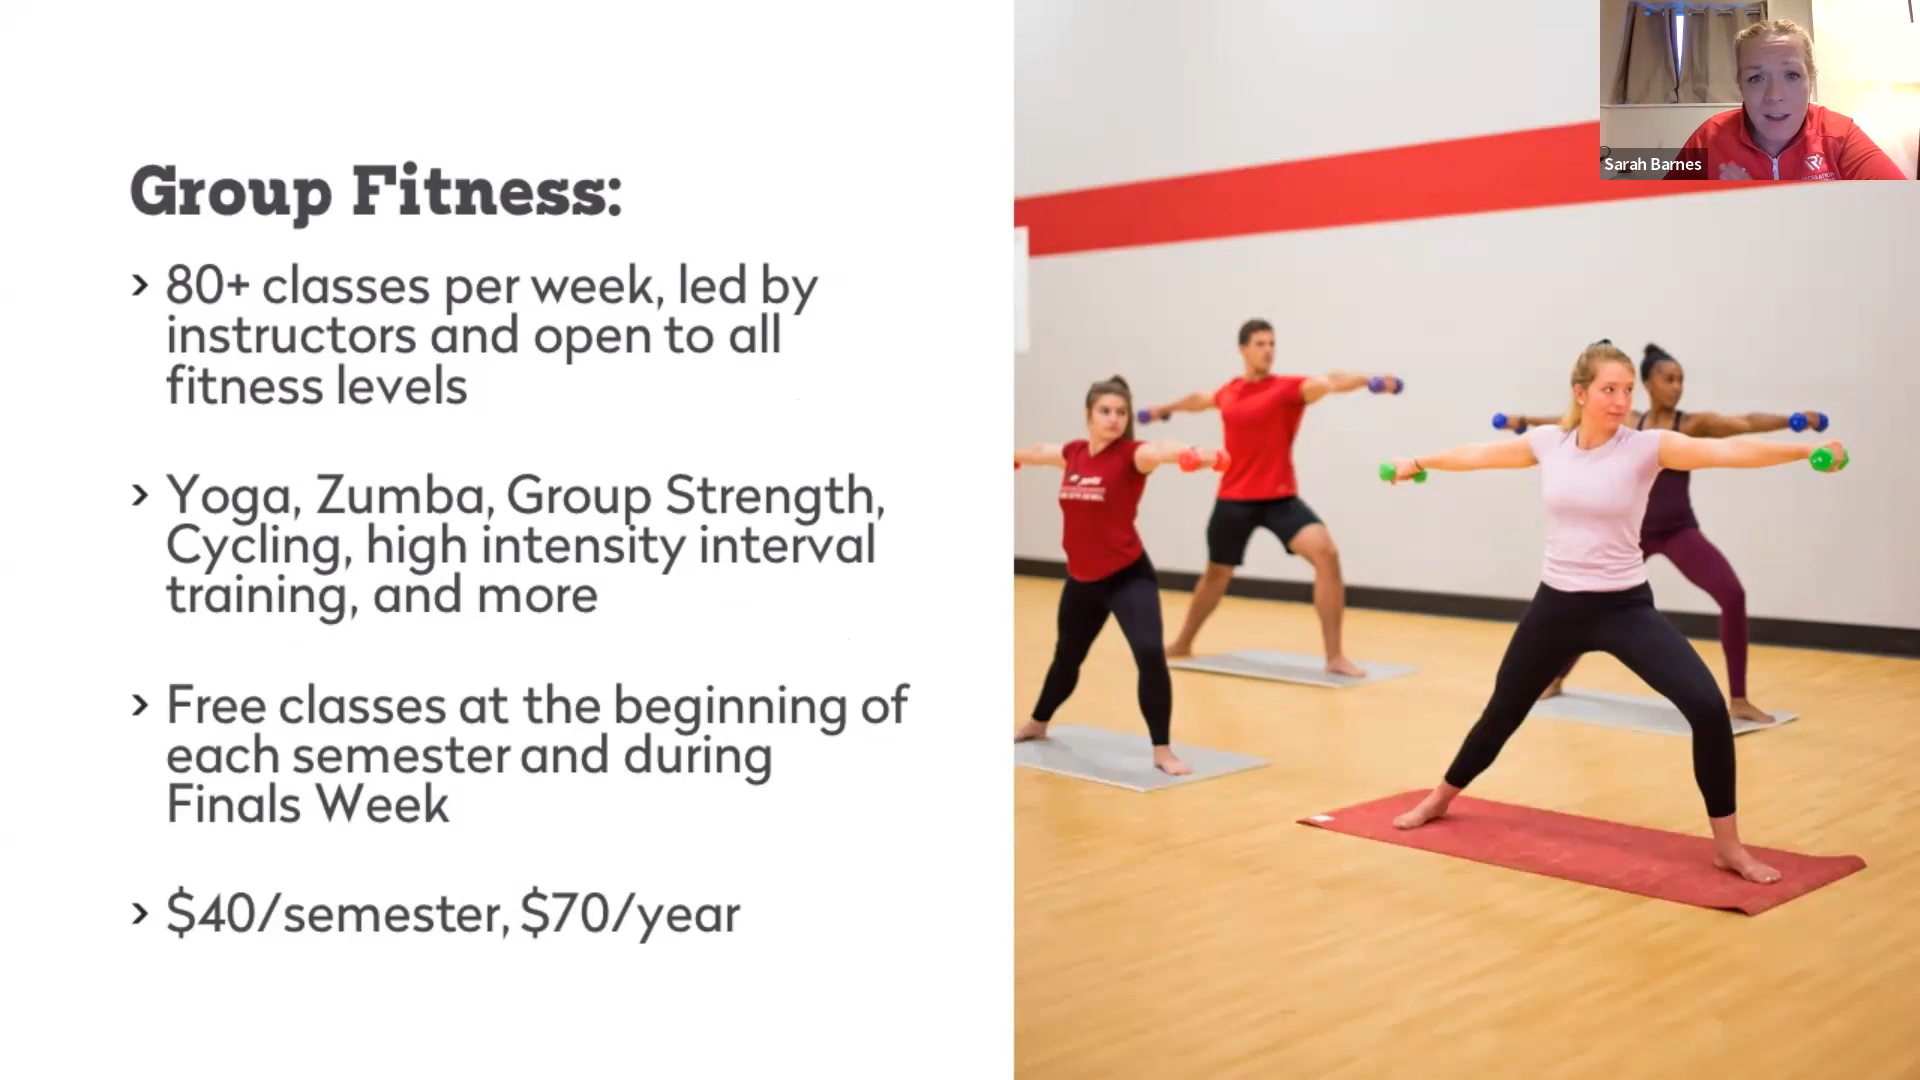 Sarah Barnes
Group Fitness:
› 80+ classes per week, led by
instructors and open to all
fitness levels
› Yoga, Zumba, Group Strength,
Cycling, high intensity interval
training, and more
› Free classes at the beginning of
each semester and during
Finals Week
› $40/semester, $70/year